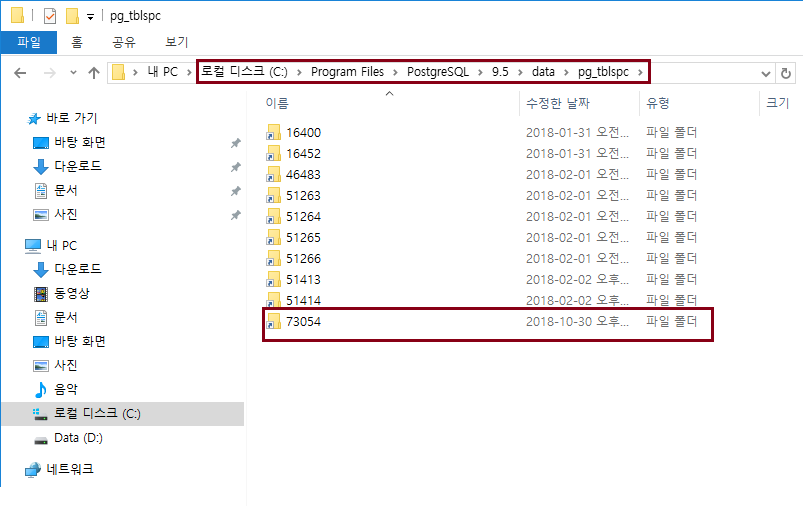 pg_tblspc
파일 홈 공유 보기
내 PC 로컬 디스크 (C:) Program Files PostgreSQL 9.5 data pg_tblspc
이름 수정한 날짜 유형 크기
바로 가기
바탕 화면
다운로드
문서
사진
내 PC
다운로드
동영상
문서
바탕 화면
사진
음악
로컬 디스크 (C:)
Data (D:)
네트워크
16400 2018-01-31 오전... 파일 폴더
16452 2018-01-31 오전... 파일 폴더
46483 2018-02-01 오전... 파일 폴더
51263 2018-02-01 오전... 파일 폴더
51264 2018-02-01 오전... 파일 폴더
51265 2018-02-01 오전... 파일 폴더
51266 2018-02-01 오전... 파일 폴더
51413 2018-02-02 오후... 파일 폴더
51414 2018-02-02 오후... 파일 폴더
73054 2018-10-30 오후... 파일 폴더